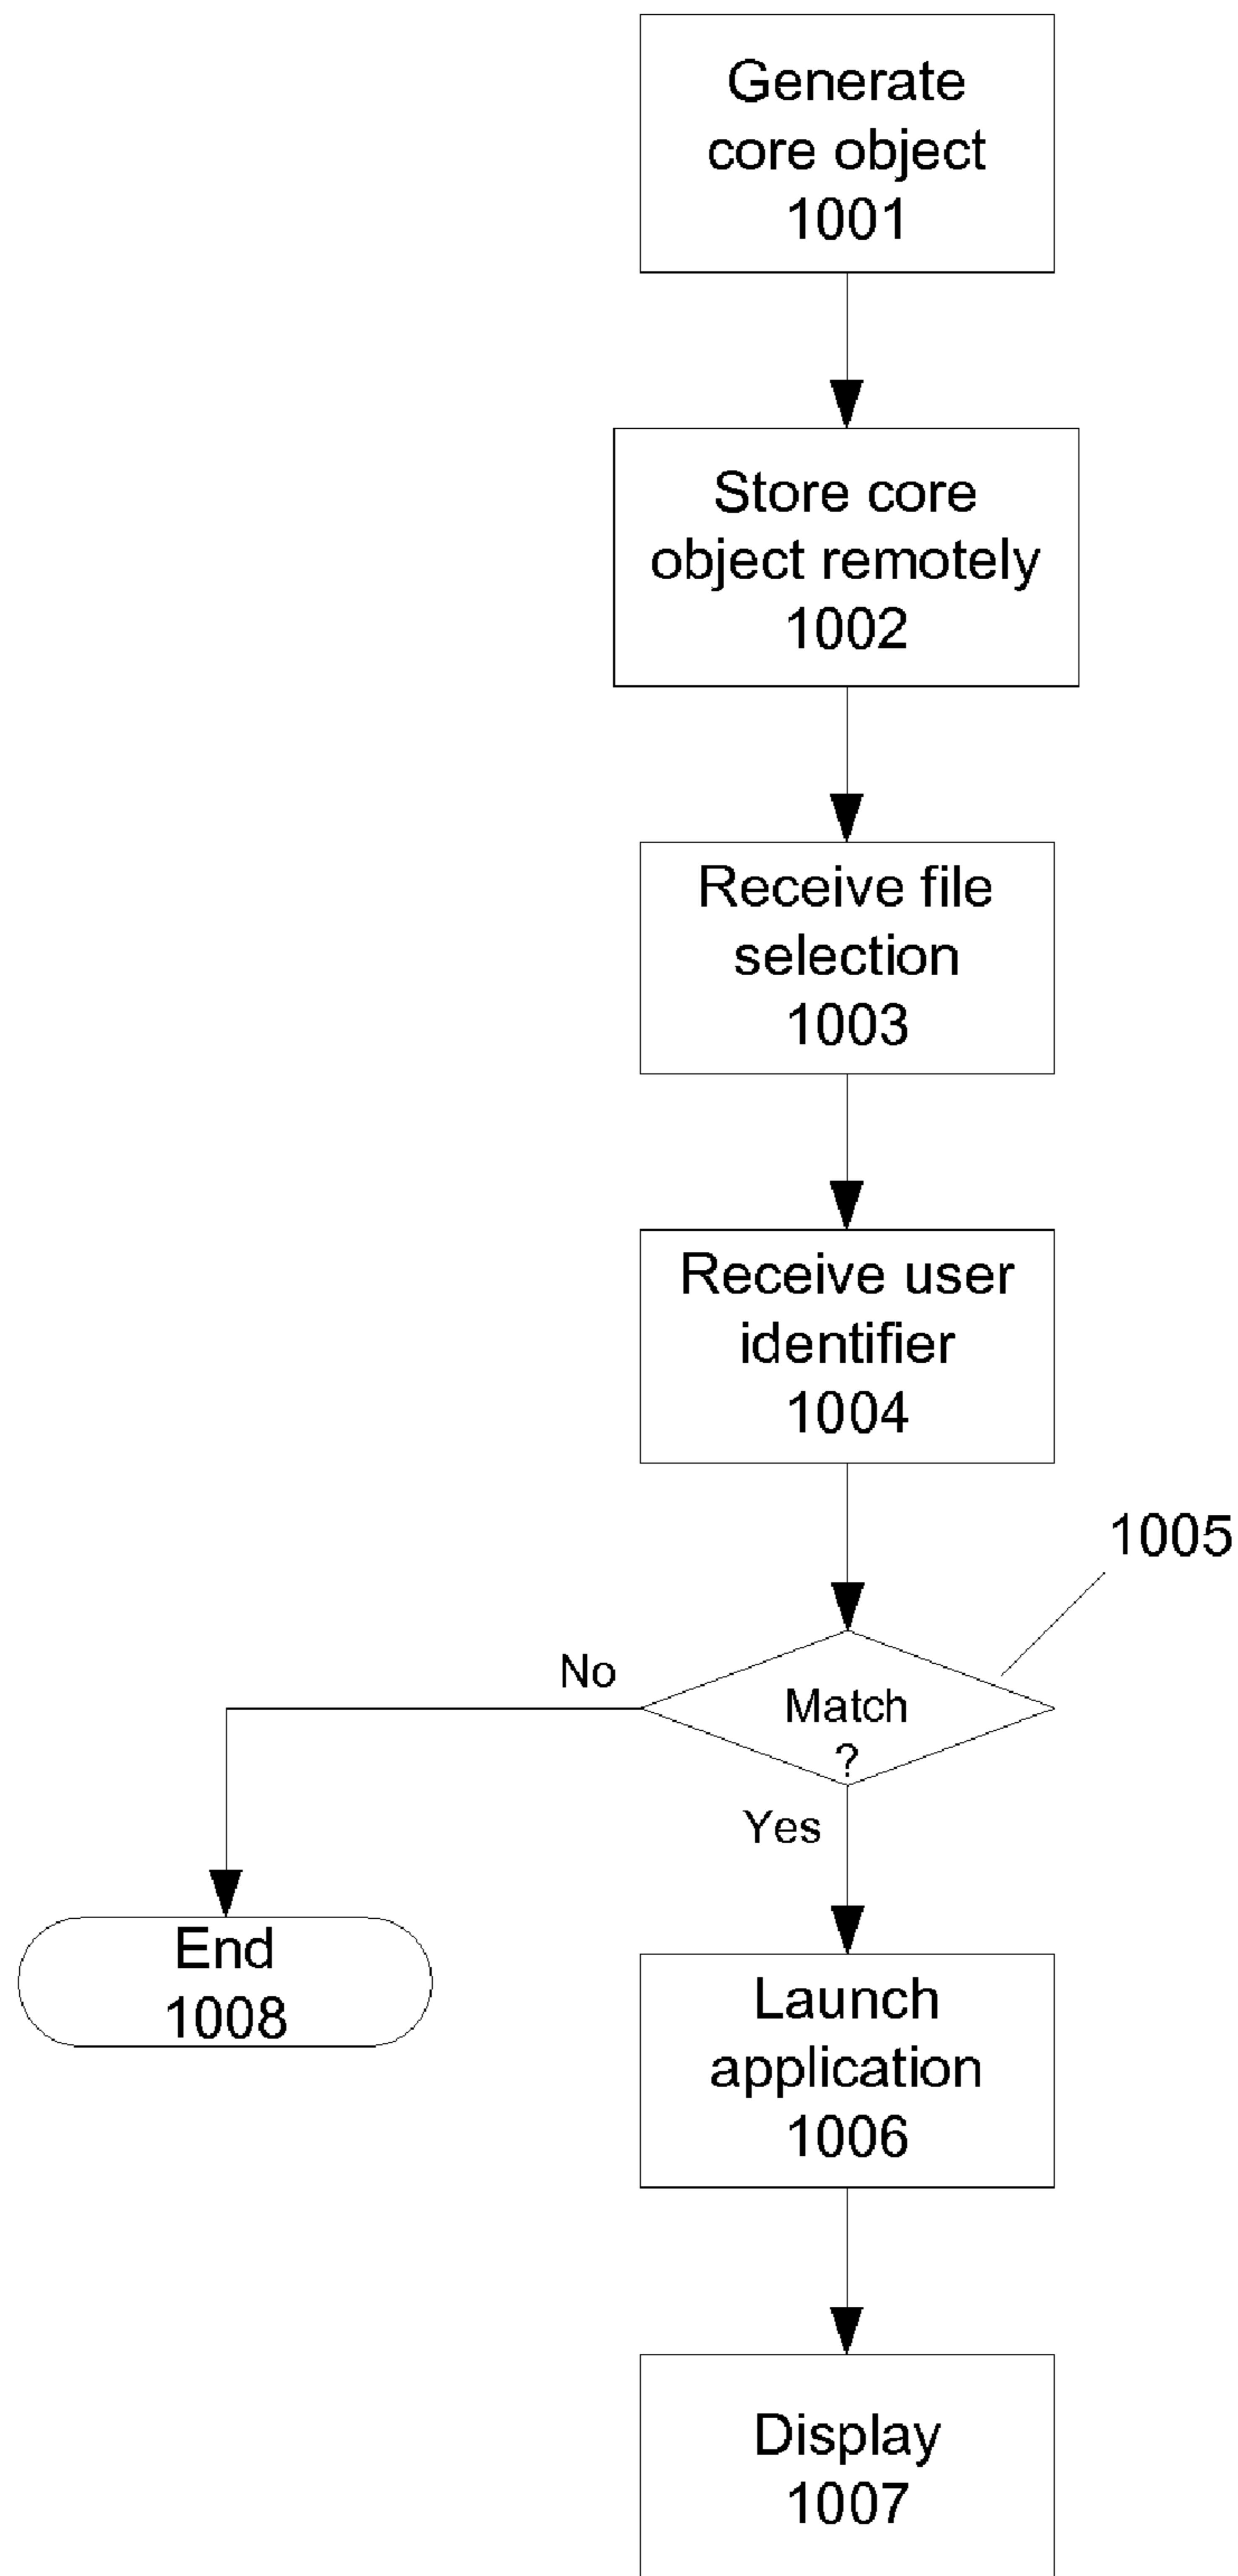 Generate
core object
1001
Store core
object remotely
1002
Receive file
selection
1003
Receive user
identifier
1004
1005
No
Match
?
Yes
End
1008
Launch
application
1006
Display
1007